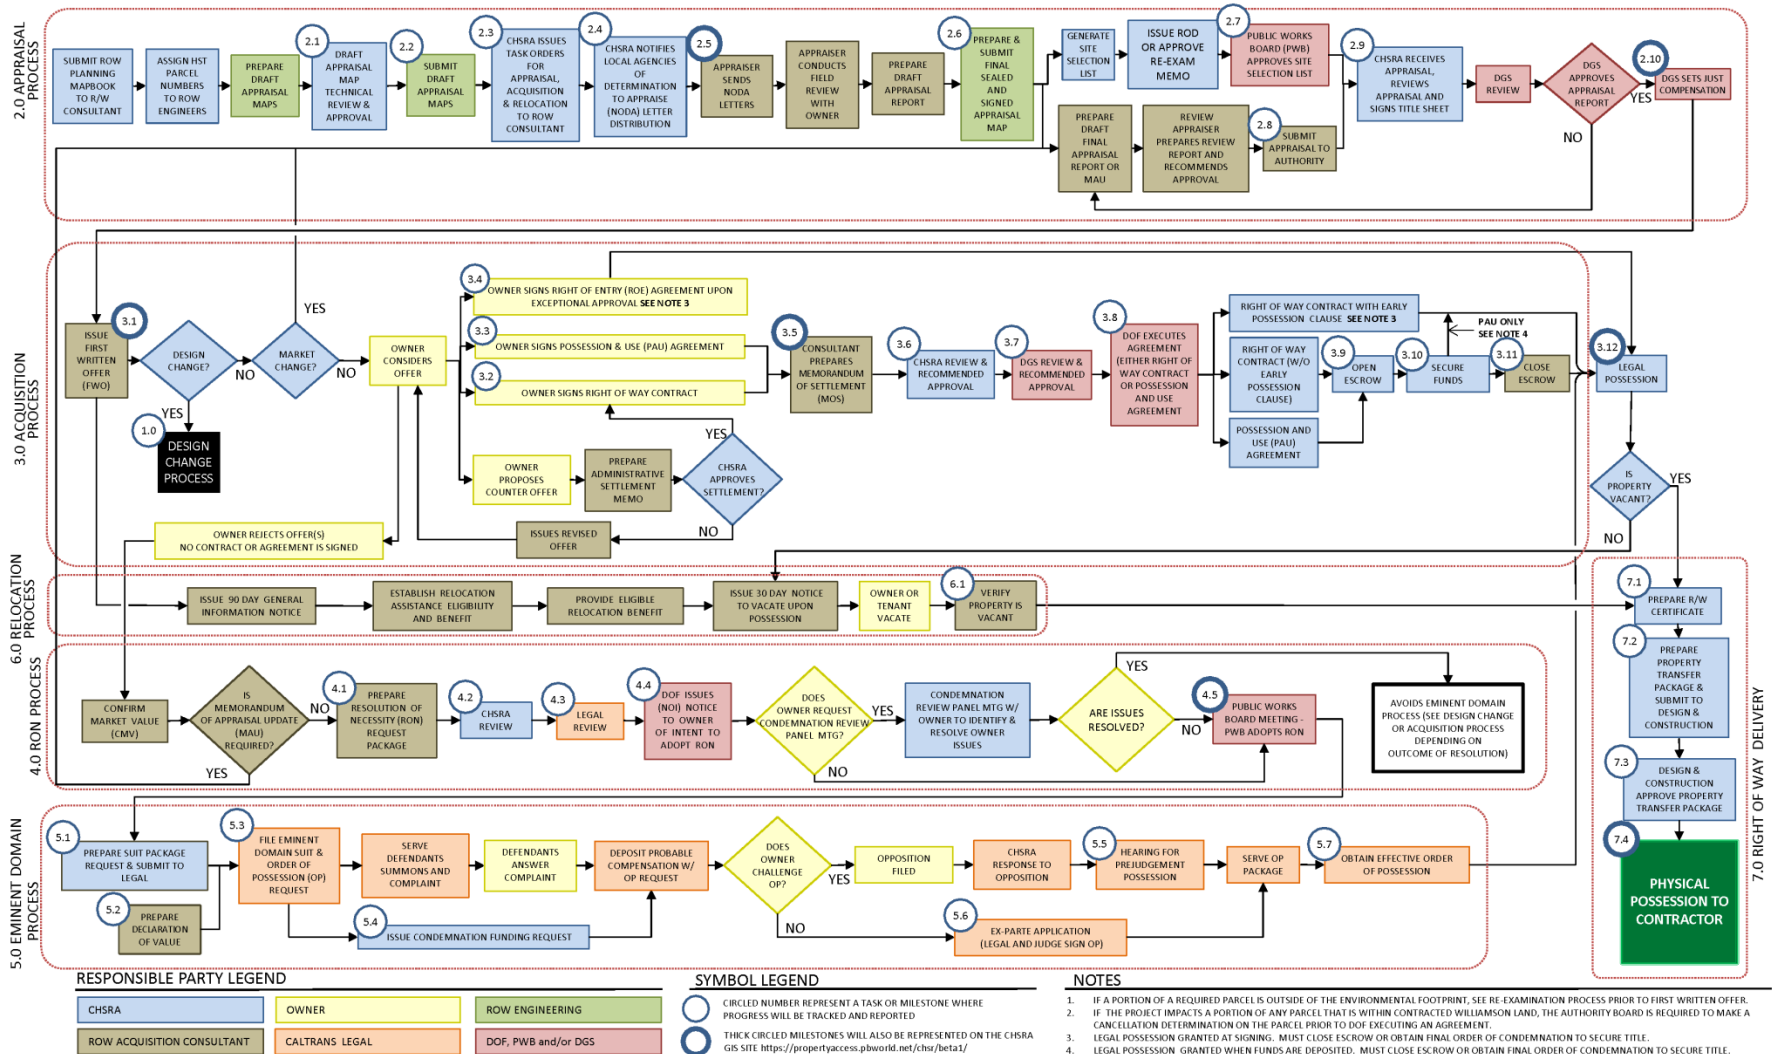 2.0 APPRAISAL
PROCESS
SUBMIT ROW
PLANNING
MAPBOOK
TO R/W
CONSULTANT
ASSIGN HST
PARCEL
NUMBERS
TO ROW
ENGINEERS
PREPARE
DRAFT
APPRAISAL
MAPS
2.1
DRAFT
APPRAISAL
MAP
TECHNICAL
REVIEW &
APPROVAL
2.2
SUBMIT
DRAFT
APPRAISAL
MAPS
2.3
CHSRA ISSUES
TASK ORDERS
FOR
APPRAISAL,
ACQUISITION
& RELOCATION
TO ROW
CONSULTANT
2.4
CHSRA NOTIFIES
LOCAL AGENCIES
OF
DETERMINATION
TO APPRAISE
(NODA) LETTER
DISTRIBUTION
2.5
APPRAISER
SENDS
NODA
LETTERS
APPRAISER
CONDUCTS
FIELD
REVIEW
WITH
OWNER
PREPARE
DRAFT
APPRAISAL
REPORT
2.6
PREPARE &
SUBMIT
FINAL
SEALED
AND
SIGNED
APPRAISAL
MAP
GENERATE
SITE
SELECTION
LIST
ISSUE ROD
OR APPROVE
RE-EXAM
MEMO
2.7
PUBLIC WORKS
BOARD (PWB)
APPROVES SITE
SELECTION LIST
PREPARE
DRAFT
FINAL
APPRAISAL
REPORT OR
MAU
REVIEW
APPRAISER
PREPARES REVIEW
REPORT AND
RECOMMENDS
APPROVAL
2.8
SUBMIT
APPRAISAL TO
AUTHORITY
2.9
CHSRA RECEIVES
APPRAISAL,
REVIEWS
APPRAISAL AND
SIGNS TITLE SHEET
DGS
REVIEW
DGS
APPROVES
APPRAISAL
REPORT
YES
NO
2.10
DGS SETS JUST
COMPENSATION
3.0 ACQUISITION
PROCESS
3.1
ISSUE
FIRST
WRITTEN
OFFER
(FWO)
DESIGN
CHANGE?
NO
YES
1.0
DESIGN
CHANGE
PROCESS
MARKET
CHANGE?
YES
NO
OWNER
CONSIDERS
OFFER
3.4
OWNER SIGNS RIGHT OF ENTRY (ROE) AGREEMENT UPON
EXCEPTIONAL APPROVAL SEE NOTE 3
3.3
OWNER SIGNS POSSESSION & USE (PAU) AGREEMENT
3.2
OWNER SIGNS RIGHT OF WAY CONTRACT
OWNER
PROPOSES
COUNTER OFFER
PREPARE
ADMINISTRATIVE
SETTLEMENT
MEMO
CHSRA
APPROVES
SETTLEMENT?
YES
NO
ISSUES REVISED
OFFER
OWNER REJECTS OFFER(S)
NO CONTRACT OR AGREEMENT IS SIGNED
3.5
CONSULTANT
PREPARES
MEMORANDUM
OF SETTLEMENT
(MOS)
3.6
CHSRA REVIEW &
RECOMMENDED
APPROVAL
3.7
DGS REVIEW &
RECOMMENDED
APPROVAL
3.8
DOF EXECUTES
AGREEMENT
(EITHER RIGHT OF
WAY CONTRACT
OR POSSESSION
AND USE
AGREEMENT
RIGHT OF WAY CONTRACT WITH EARLY
POSSESSION CLAUSE SEE NOTE 3
RIGHT OF WAY
CONTRACT (W/O
EARLY
POSSESSION
CLAUSE)
POSSESSION AND
USE (PAU)
AGREEMENT
PAU ONLY
SEE NOTE 4
3.9
OPEN
ESCROW
3.10
SECURE
FUNDS
3.11
CLOSE
ESCROW
3.12
LEGAL
POSSESSION
IS
PROPERTY
VACANT?
YES
NO
6.0 RELOCATION
PROCESS
ISSUE 90 DAY GENERAL
INFORMATION NOTICE
ESTABLISH RELOCATION
ASSISTANCE ELIGIBILITY
AND BENEFIT
PROVIDE ELIGIBLE
RELOCATION BENEFIT
ISSUE 30 DAY NOTICE
TO VACATE UPON
POSSESSION
OWNER OR
TENANT
VACATE
6.1
VERIFY
PROPERTY IS
VACANT
4.0 RON PROCESS
CONFIRM
MARKET VALUE
(CMV)
IS
MEMORANDUM
OF APPRAISAL UPDATE
(MAU)
REQUIRED?
NO
YES
4.1
PREPARE
RESOLUTION OF
NECESSITY (RON)
REQUEST
PACKAGE
4.2
CHSRA
REVIEW
4.3
LEGAL
REVIEW
4.4
DOF ISSUES
(NOI) NOTICE
TO OWNER
OF INTENT TO
ADOPT RON
DOES
OWNER REQUEST
CONDEMNATION REVIEW
PANEL MTG?
YES
NO
CONDEMNATION
REVIEW PANEL MTG W/
OWNER TO IDENTIFY &
RESOLVE OWNER
ISSUES
ARE ISSUES
RESOLVED?
YES
NO
4.5
PUBLIC WORKS
BOARD MEETING -
PWB ADOPTS RON
AVOIDS EMINENT DOMAIN
PROCESS (SEE DESIGN CHANGE
OR ACQUISITION PROCESS
DEPENDING ON
OUTCOME OF RESOLUTION)
5.0 EMINENT DOMAIN
PROCESS
5.1
PREPARE SUIT PACKAGE
REQUEST & SUBMIT TO
LEGAL
5.2
PREPARE
DECLARATION
OF VALUE
5.3
FILE EMINENT
DOMAIN SUIT &
ORDER OF
POSSESSION (OP)
REQUEST
SERVE
DEFENDANTS
SUMMONS AND
COMPLAINT
DEFENDANTS
ANSWER
COMPLAINT
DEPOSIT PROBABLE
COMPENSATION W/
OP REQUEST
5.4
ISSUE CONDEMNATION FUNDING REQUEST
DOES
OWNER
CHALLENGE
OP?
YES
NO
OPPOSITION
FILED
CHSRA
RESPONSE TO
OPPOSITION
5.5
HEARING FOR
PREJUDGEMENT
POSSESSION
SERVE OP
PACKAGE
5.6
EX-PARTE APPLICATION
(LEGAL AND JUDGE SIGN OP)
5.7
OBTAIN EFFECTIVE ORDER
OF POSSESSION
7.0 RIGHT OF WAY DELIVERY
7.1
PREPARE R/W
CERTIFICATE
7.2
PREPARE
PROPERTY
TRANSFER
PACKAGE &
SUBMIT TO
DESIGN &
CONSTRUCTION
7.3
DESIGN &
CONSTRUCTION
APPROVE PROPERTY
TRANSFER PACKAGE
7.4
PHYSICAL
POSSESSION TO
CONTRACTOR
RESPONSIBLE PARTY LEGEND
CHSRA
OWNER
ROW ENGINEERING
ROW ACQUISITION CONSULTANT
CALTRANS LEGAL
DOF, PWB and/or DGS
SYMBOL LEGEND
CIRCLED NUMBER REPRESENT A TASK OR MILESTONE WHERE
PROGRESS WILL BE TRACKED AND REPORTED
THICK CIRCLED MILESTONES WILL ALSO BE REPRESENTED ON THE CHSRA
GIS SITE https://propertyaccess.pbworld.net/chsr/beta1/
NOTES
1. IF A PORTION OF A REQUIRED PARCEL IS OUTSIDE OF THE ENVIRONMENTAL FOOTPRINT, SEE RE-EXAMINATION PROCESS PRIOR TO FIRST WRITTEN OFFER.
2. IF THE PROJECT IMPACTS A PORTION OF ANY PARCEL THAT IS WITHIN CONTRACTED WILLIAMSON LAND, THE AUTHORITY BOARD IS REQUIRED TO MAKE A
CANCELLATION DETERMINATION ON THE PARCEL PRIOR TO DOF EXECUTING AN AGREEMENT.
3. LEGAL POSSESSION GRANTED AT SIGNING. MUST CLOSE ESCROW OR OBTAIN FINAL ORDER OF CONDEMNATION TO SECURE TITLE.
4. LEGAL POSSESSION GRANTED WHEN FUNDS ARE DEPOSITED. MUST CLOSE ESCROW OR OBTAIN FINAL ORDER OF CONDEMNATION TO SECURE TITLE.